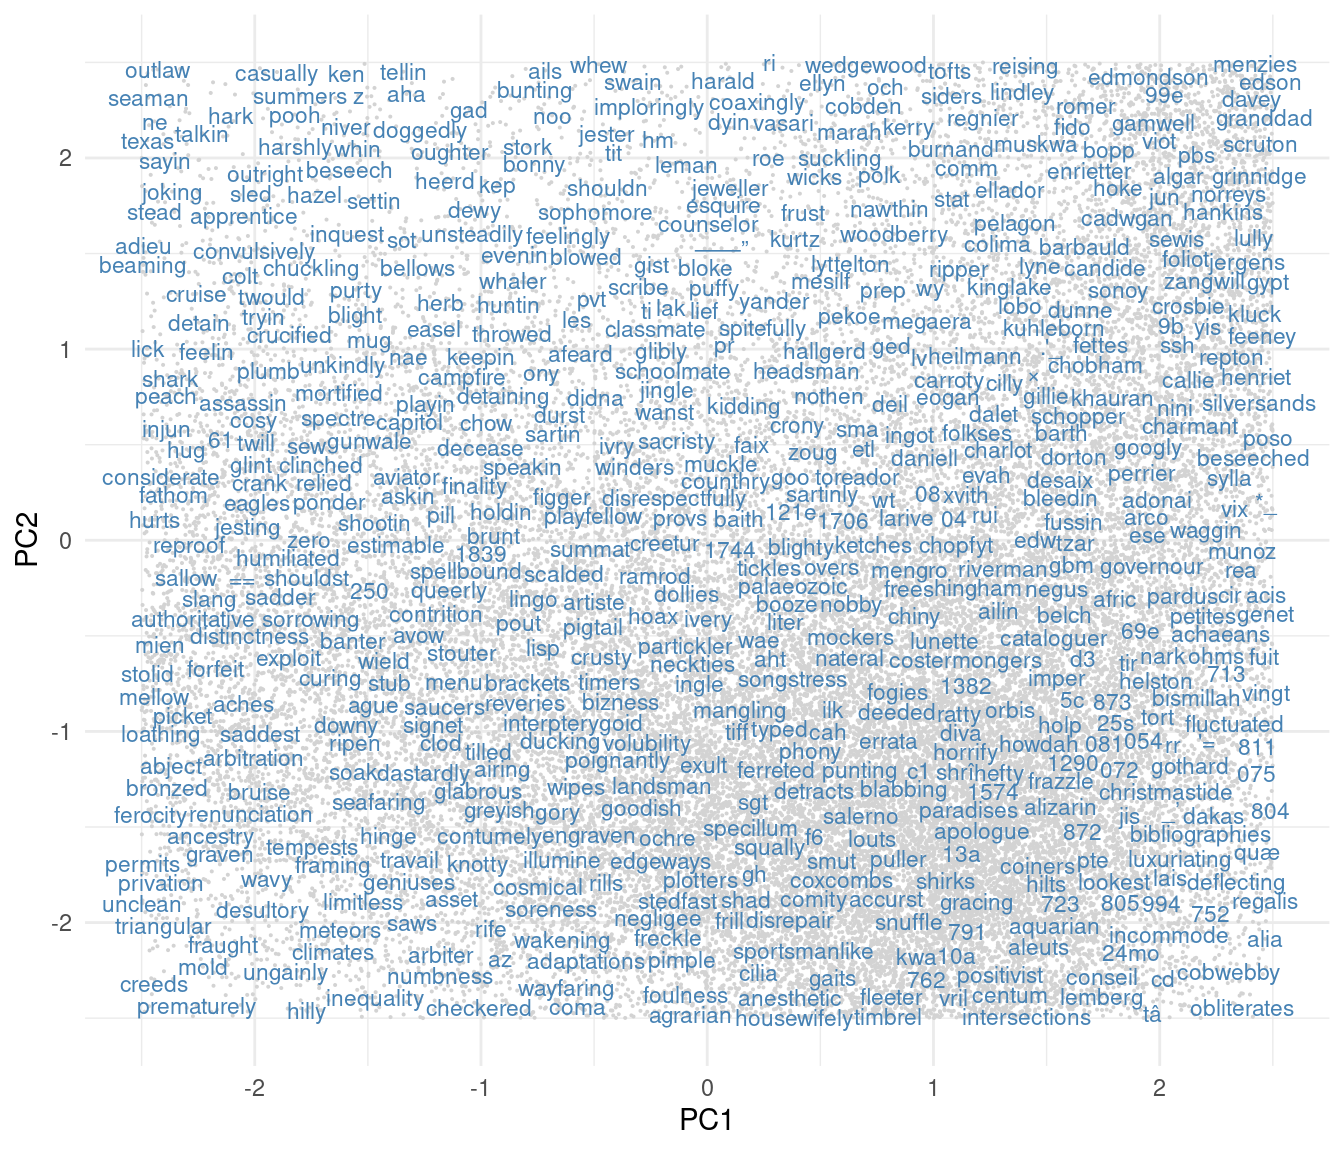 outlaw casually ken tellin ails whew ri wedgewood tofts reising menzies
seaman summers z aha bunting swain harald ellyn och siders lindley edmondson 99e edson
ne hark pooh gad noo imploringly coaxingly cobden regnier romer davey
texas talkin niver doggedly jester hm dyin vasari marah kerry fido gamwell granddad
sayin harshly whin oughter stork tit leman roe suckling burnand muskwa bopp viot pbs scruton
joking outright beseech heerd kep bonny shouldn jeweller wicks polk comm enrietter algar grinnidge
stead sled hazel settin dewy sophomore esquire frust nawthin stat ellador hoke jun norreys
adieu apprentice inquest sot unsteadily feelingly counselor kurtz woodberry pelagon cadwgan hankins
beaming convulsively chuckling bellows evenin blowed ____” lyttelton colima barbauld sewis lully
colt purty whaler gist bloke mesilf ripper lyne candide foliot jergens
cruise twould herb huntin scribe puffy yander prep wy kinglake sonoy zangwill gypt
detain tryin blight easel throwed pvt ti lak lief pekoe megaera lobo dunne crosbie kluck
lick feelin crucified mug les classmate spitefully kuhleborn 9b yis feeney
shark plumb unkindly nae keepin afeard glibly pr hallgerd ged lv heilmann fettes ssh repton
peach assassin mortified campfire ony schoolmate headsman carroty cilly × chobham callie henriet
injun cosy spectre playin detaining didna jingle nothen eogan gillie khauran nini silversands
hug 61 twill capitol chow durst wanst kidding deil dalet schopper charmant poso
considerate sew gunwale decease sartin ivry sacristy faix crony sma ingot folkses barth googly beseeched
fathom glint clinched aviator speakin winders muckle zoug etl daniell charlot dorton perrier sylla
hurts crank relied finality figger disrespectfully counthry goo toreador evah desaix adonai vix *_
eagles ponder askin holdin playfellow provs baith sartinly wt 08 xvith bleedin arco waggin
jesting shootin pill brunt 121e 1706 larive 04 rui fussin ese munoz
reproof zero estimable 1839 summat creetur 1744 blighty ketches chopfyt edw tzar rea
sallow humiliated spellbound scalded ramrod tickles overs mengro riverman gbm governour
slang == shouldst 250 queerly lingo artiste dollies palaeozoic freeshingham negus afric parduscir acis
authoritative sadder sorrowing contrition pout pigtail hoax ivery booze nobby chiny ailin belch petites genet
mien distinctness banter avow lisp partickler liter wae mockers lunette cataloguer 69e achaeans
stolid forfeit exploit wield stouter crusty neckties aht nateral costermongers d3 tir nark ohms fuit
mellow aches curing stub menu brackets timers ingle songstress fogies 1382 imper helston 713
picket ague saucers reveries bizness mangling ilk deeded ratty orbis 5c 873 bismillah vingt
loathing saddest downy signet interpterygoid tiff typed cah diva holp 25s tort fluctuated
abject arbitration ripen clod tilled ducking volubility phony errata horrify howdah 081 054 rr = 811
bronzed bruise soak dastardly airing poignantly exult ferreted punting c1 shrî hefty 1290 072 gothard 075
ferocity renunciation seafaring glabrous wipes landsman detracts blabbing 1574 frazzle christmastide
ancestry hinge greyish gory goodish sgt salerno paradises alizarin jis _ dakas 804
permits graven tempests contumely engraven ochre specillum f6 louts apologue 872 bibliographies
privation wavy framing travail knotty illumine edgeways squally smut puller 13a coiners pte luxuriating quæ
unclean limitless geniuses asset cosmical rills plotters gh coxcombs shirks hilts lookest lais deflecting
triangular desultory saws soreness stedfast shad comity accurst gracing 723 805 994 752 regalis
fraught meteors rife negligee frill disrepair snuffle 791 aquarian incommode alia
mold climates arbiter az wakening freckle sportsmanlike kwa 10a aleuts 24mo
creeds ungainly numbness adaptations pimple cilia gaits 762 positivist conseil cd cobwebby
prematurely hilly inequality checkered wayfaring coma foulness anesthetic fleeter vril centum lemberg obliterates
agrarian housewifely timbrel intersections tâ
PC2
2
1
0
-1
-2
-2 -1 0 1 2
PC1